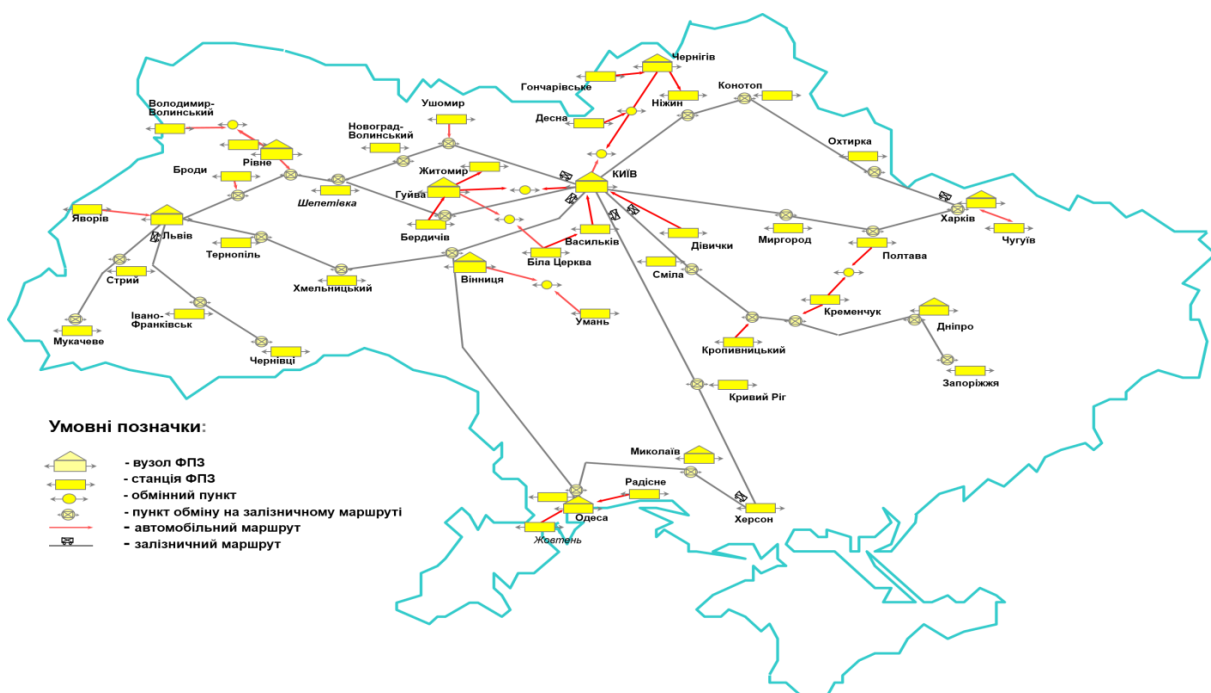 Чернігів
Гончарівське
Конотоп
Володимир-
Волинський
Ушомир
Десна
Ніжин
Новоград-
Волинський
Охтирка
Рівне
Броди
Житомир
КИЇВ
Гуйва
Шепетівка
Яворів
Львів
Харків
Бердичів
Васильків
Дівички
Миргород
Чугуїв
Тернопіль
Біла Церква
Полтава
Стрий
Хмельницький
Вінниця
Сміла
Івано-
Франківськ
Умань
Кременчук
Дніпро
Мукачеве
Чернівці
Кропивницький
Запоріжжя
Кривий Ріг
Умовні позначки:
- вузол ФПЗ
- станція ФПЗ
- обмінний пункт
- пункт обміну на залізничному маршруті
- автомобільний маршрут
- залізничний маршрут
Миколаїв
Радісне
Одеса
Херсон
Жовтень